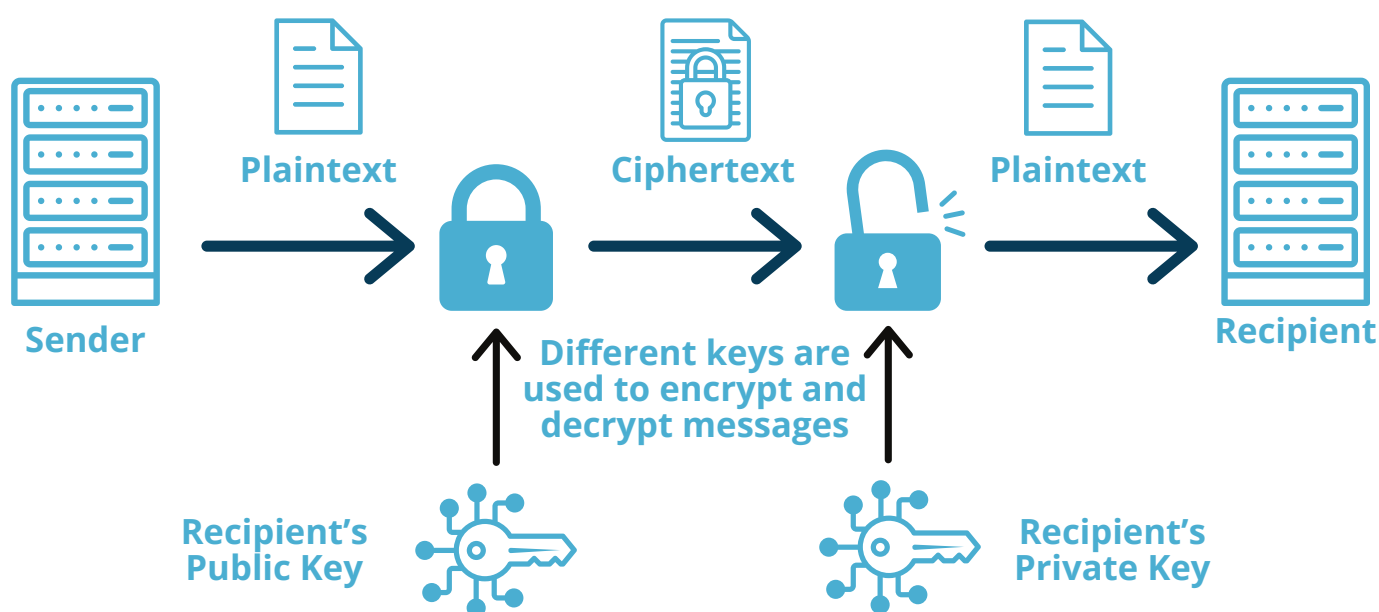 Plaintext
Ciphertext
Plaintext
Sender
Recipient
Different keys are
used to encrypt and
decrypt messages
Recipient’s
Public Key
Recipient’s
Private Key